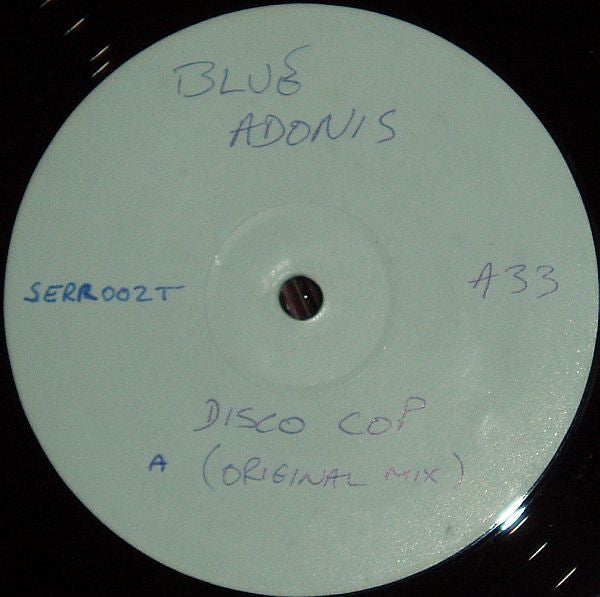 BLUE
ADONIS
SERR002T
A33
DISCO COP
A (ORIGINAL MIX)